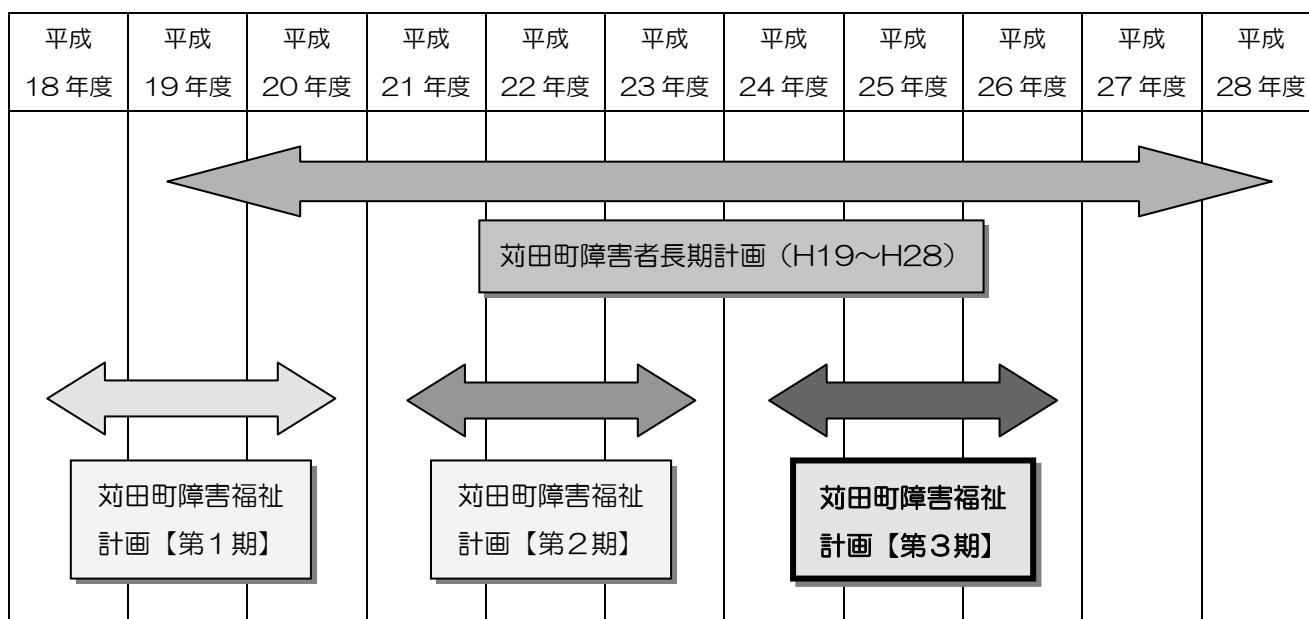 平成 平成 平成 平成 平成 平成 平成 平成 平成 平成 平成
18年度 19年度 20年度 21年度 22年度 23年度 24年度 25年度 26年度 27年度 28年度
苅田町障害者長期計画（H19～H28）
苅田町障害福祉
計画【第1期】
苅田町障害福祉
計画【第2期】
苅田町障害福祉
計画【第3期】